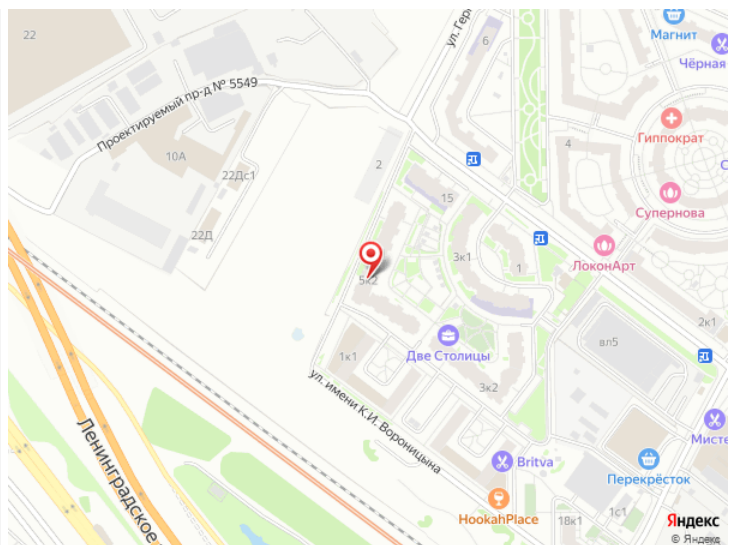 22
Магнит
Чёрная
ул. Гер
6
Проектируемый пр-д № 5549
Гиппократ
4
10А
2
22Дс1
15
Супернова
22Д
3к1
1
ЛоконАрт
5к2
2к1
вл5
1к1
Две Столицы
3к2
ул. имени К.И. Вороницына
Мисте
Ленинградское
Britva
Перекрёсток
HookahPlace
18к1
1с1
Яндекс
© Яндекс